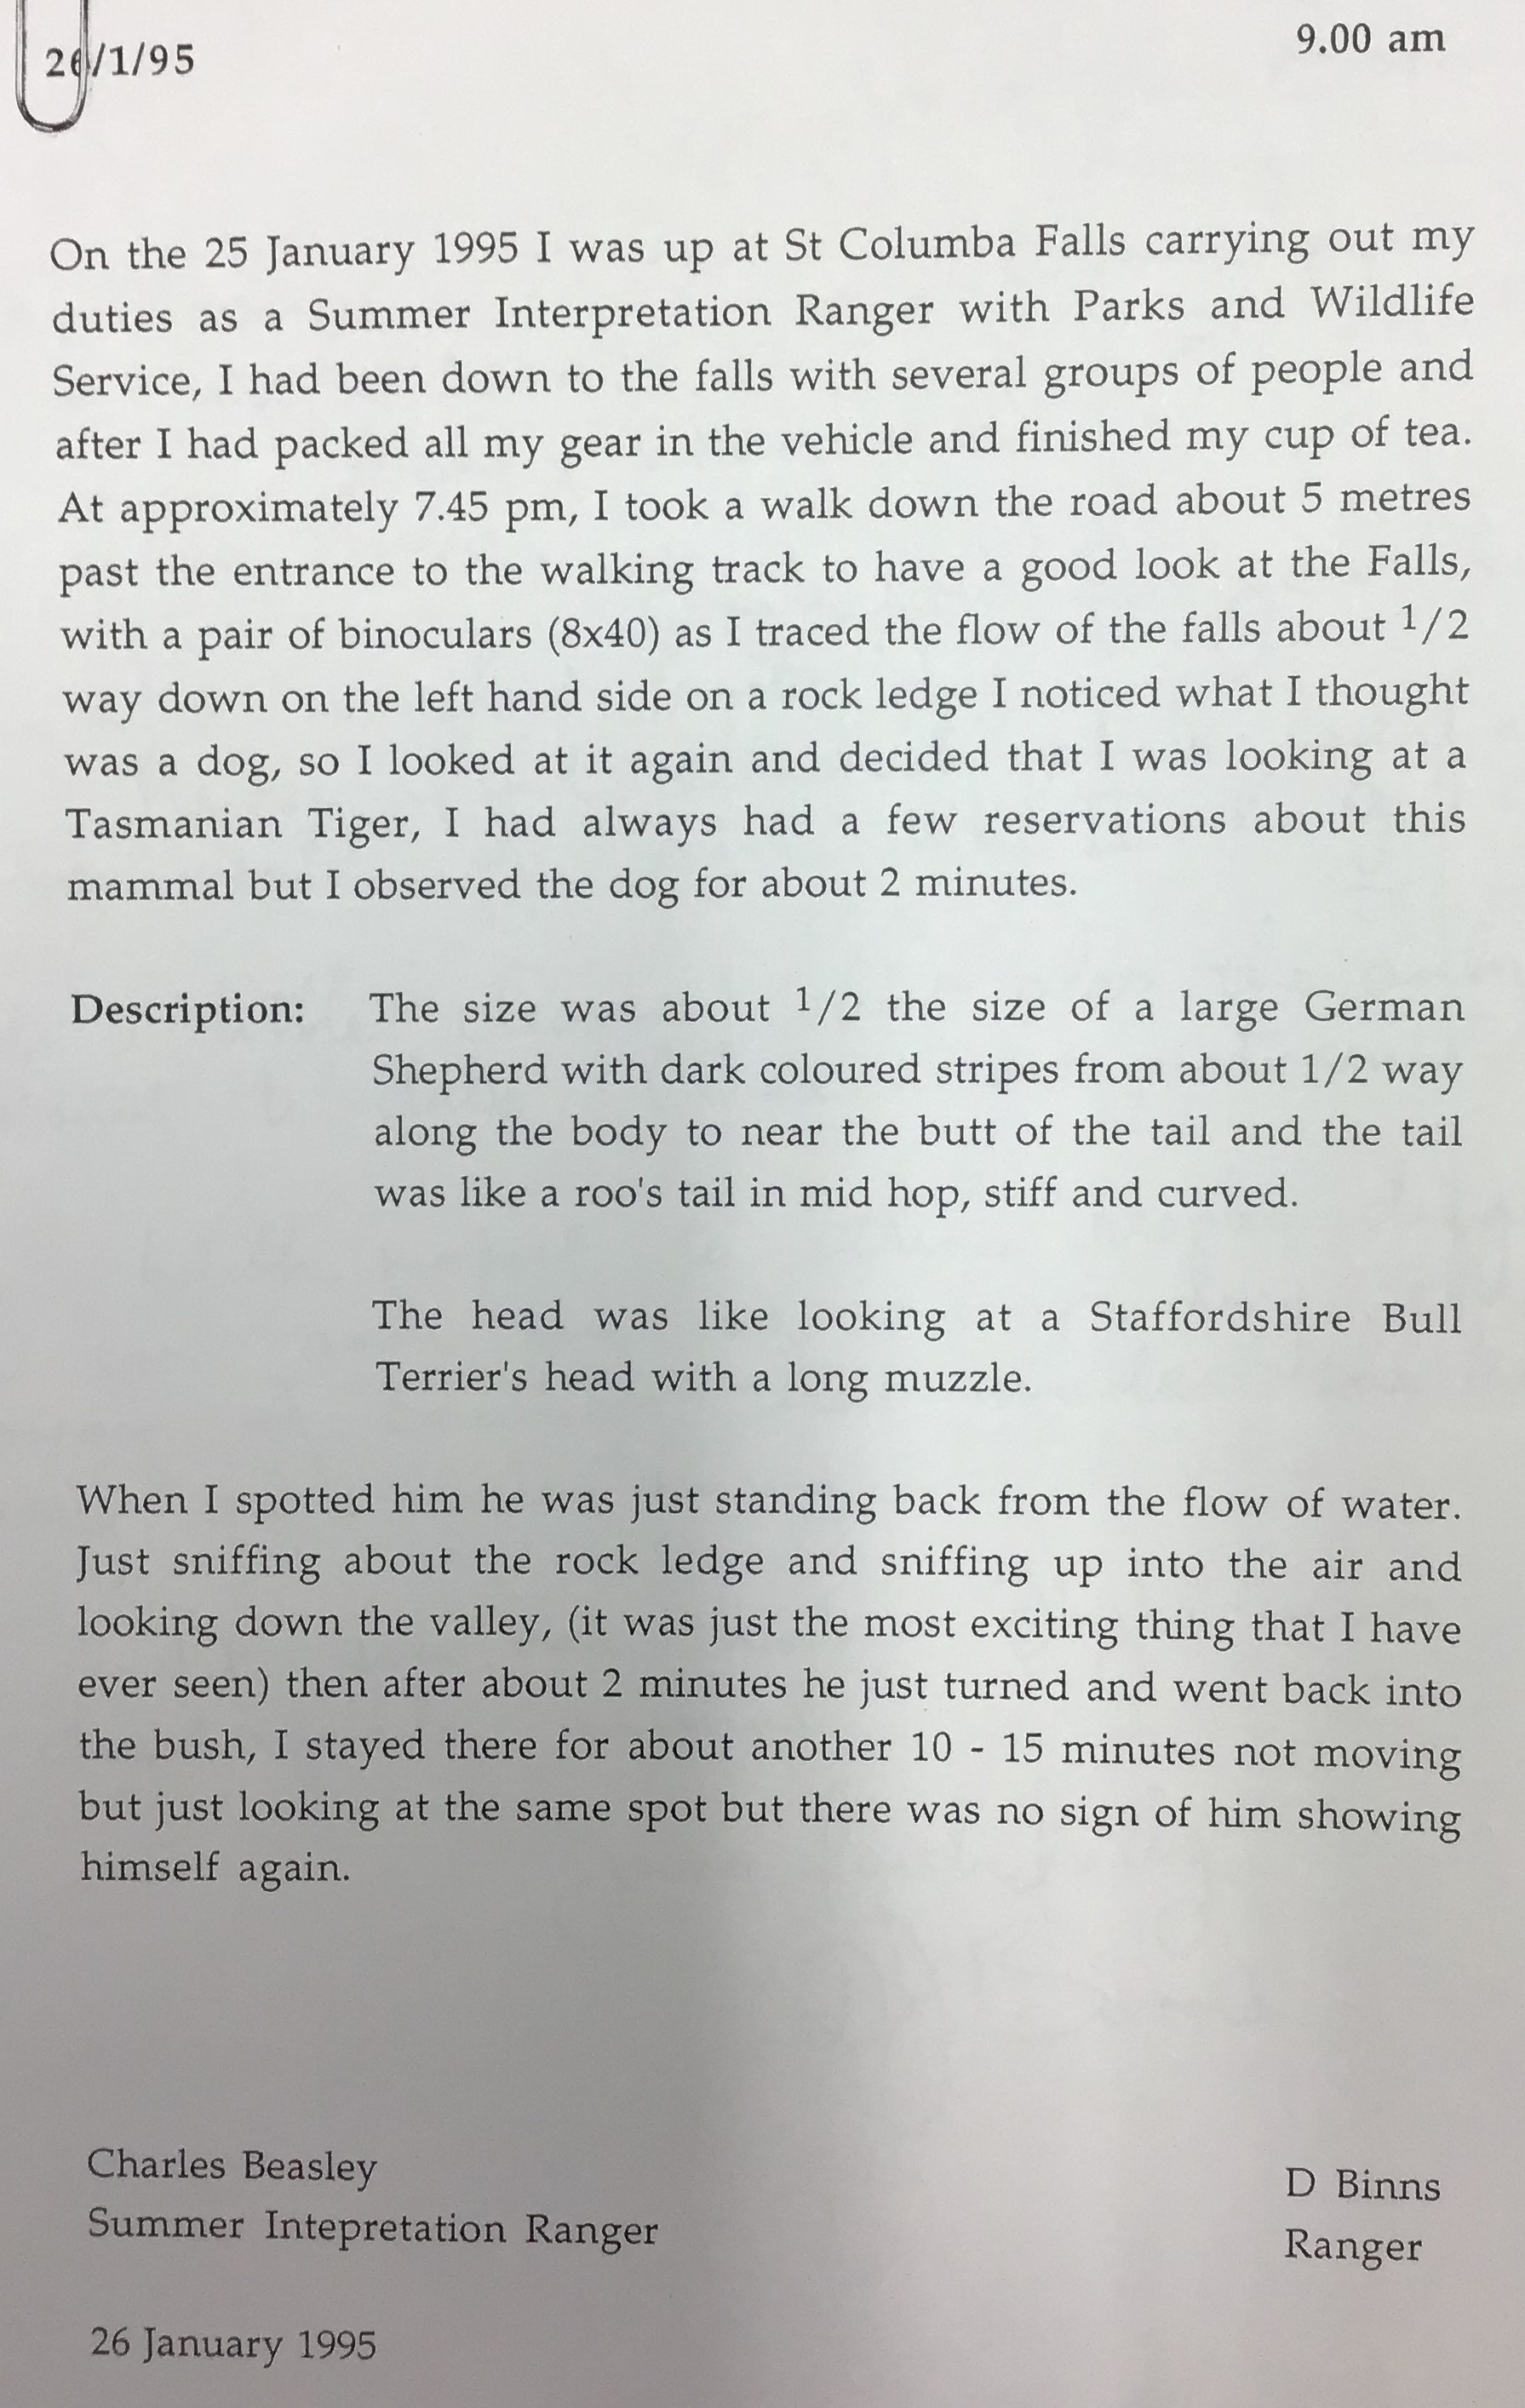 26/1/95 9.00 am
On the 25 January 1995 I was up at St Columba Falls carrying out my
duties as a Summer Interpretation Ranger with Parks and Wildlife
Service, I had been down to the falls with several groups of people and
after I had packed all my gear in the vehicle and finished my cup of tea.
At approximately 7.45 pm, I took a walk down the road about 5 metres
past the entrance to the walking track to have a good look at the Falls,
with a pair of binoculars (8x40) as I traced the flow of the falls about 1/2
way down on the left hand side on a rock ledge I noticed what I thought
was a dog, so I looked at it again and decided that I was looking at a
Tasmanian Tiger, I had always had a few reservations about this
mammal but I observed the dog for about 2 minutes.
Description: The size was about 1/2 the size of a large German
Shepherd with dark coloured stripes from about 1/2 way
along the body to near the butt of the tail and the tail
was like a roo's tail in mid hop, stiff and curved.
The head was like looking at a Staffordshire Bull
Terrier's head with a long muzzle.
When I spotted him he was just standing back from the flow of water.
Just sniffing about the rock ledge and sniffing up into the air and
looking down the valley, (it was just the most exciting thing that I have
ever seen) then after about 2 minutes he just turned and went back into
the bush, I stayed there for about another 10 - 15 minutes not moving
but just looking at the same spot but there was no sign of him showing
himself again.
Charles Beasley
Summer Intepretation Ranger
D Binns
Ranger
26 January 1995